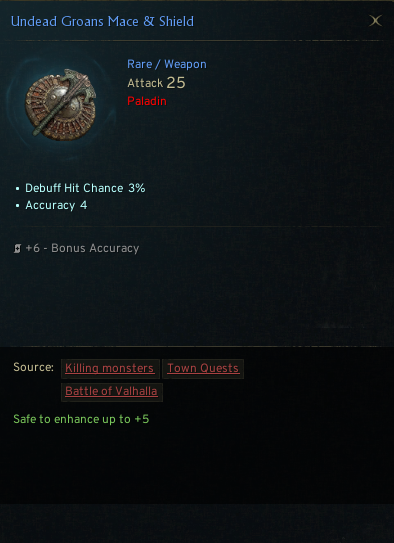 Undead Groans Mace & Shield
Rare / Weapon
Attack 25
Paladin
• Debuff Hit Chance 3%
• Accuracy 4
+6 - Bonus Accuracy
Source: Killing monsters Town Quests
Battle of Valhalla
Safe to enhance up to +5